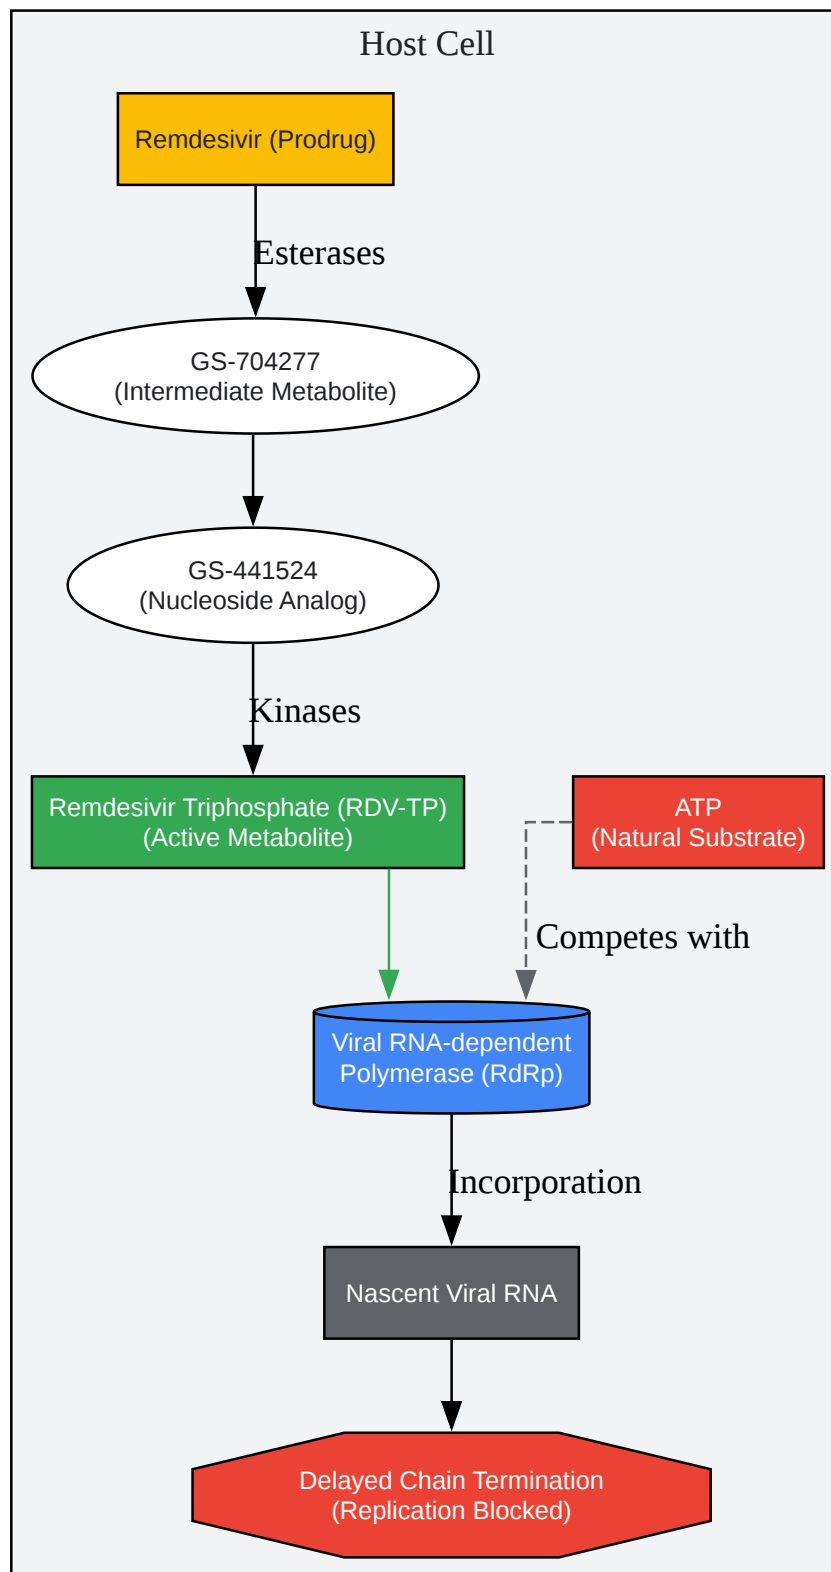 Host Cell
Remdesivir (Prodrug)
Esterases
GS-704277
(Intermediate Metabolite)
GS-441524
(Nucleoside Analog)
Kinases
Remdesivir Triphosphate (RDV-TP)
(Active Metabolite)
ATP
(Natural Substrate)
Competes with
Viral RNA-dependent
Polymerase (RdRp)
Incorporation
Nascent Viral RNA
Delayed Chain Termination
(Replication Blocked)